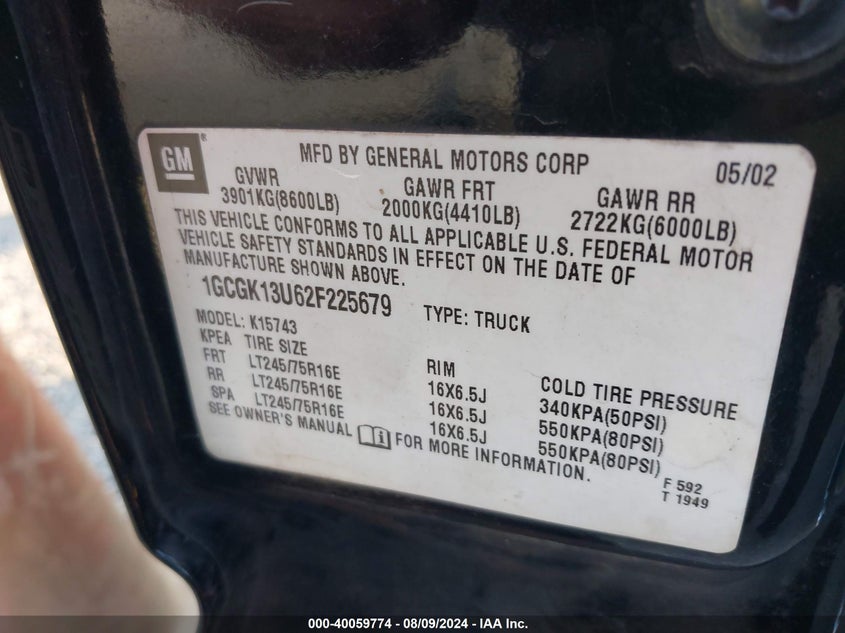 GM ®
MFD BY GENERAL MOTORS CORP 05/02
GVWR GAWR FRT GAWR RR
3901KG(8600LB) 2000KG(4410LB) 2722KG(6000LB)
THIS VEHICLE CONFORMS TO ALL APPLICABLE U.S. FEDERAL MOTOR
VEHICLE SAFETY STANDARDS IN EFFECT ON THE DATE OF
MANUFACTURE SHOWN ABOVE.
1GCGK13U62F225679 TYPE: TRUCK
MODEL: K15743
KPEA TIRE SIZE RIM COLD TIRE PRESSURE
FRT LT245/75R16E 16X6.5J 340KPA(50PSI)
RR LT245/75R16E 16X6.5J 550KPA(80PSI)
SPA LT245/75R16E 16X6.5J 550KPA(80PSI)
SEE OWNER'S MANUAL FOR MORE INFORMATION.
F 592
T 1949
000-40059774 - 08/09/2024 - IAA Inc.